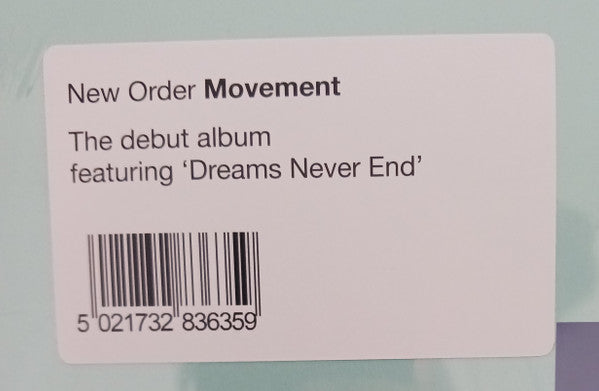 New Order Movement
The debut album
featuring ‘Dreams Never End’
5 021732 836359